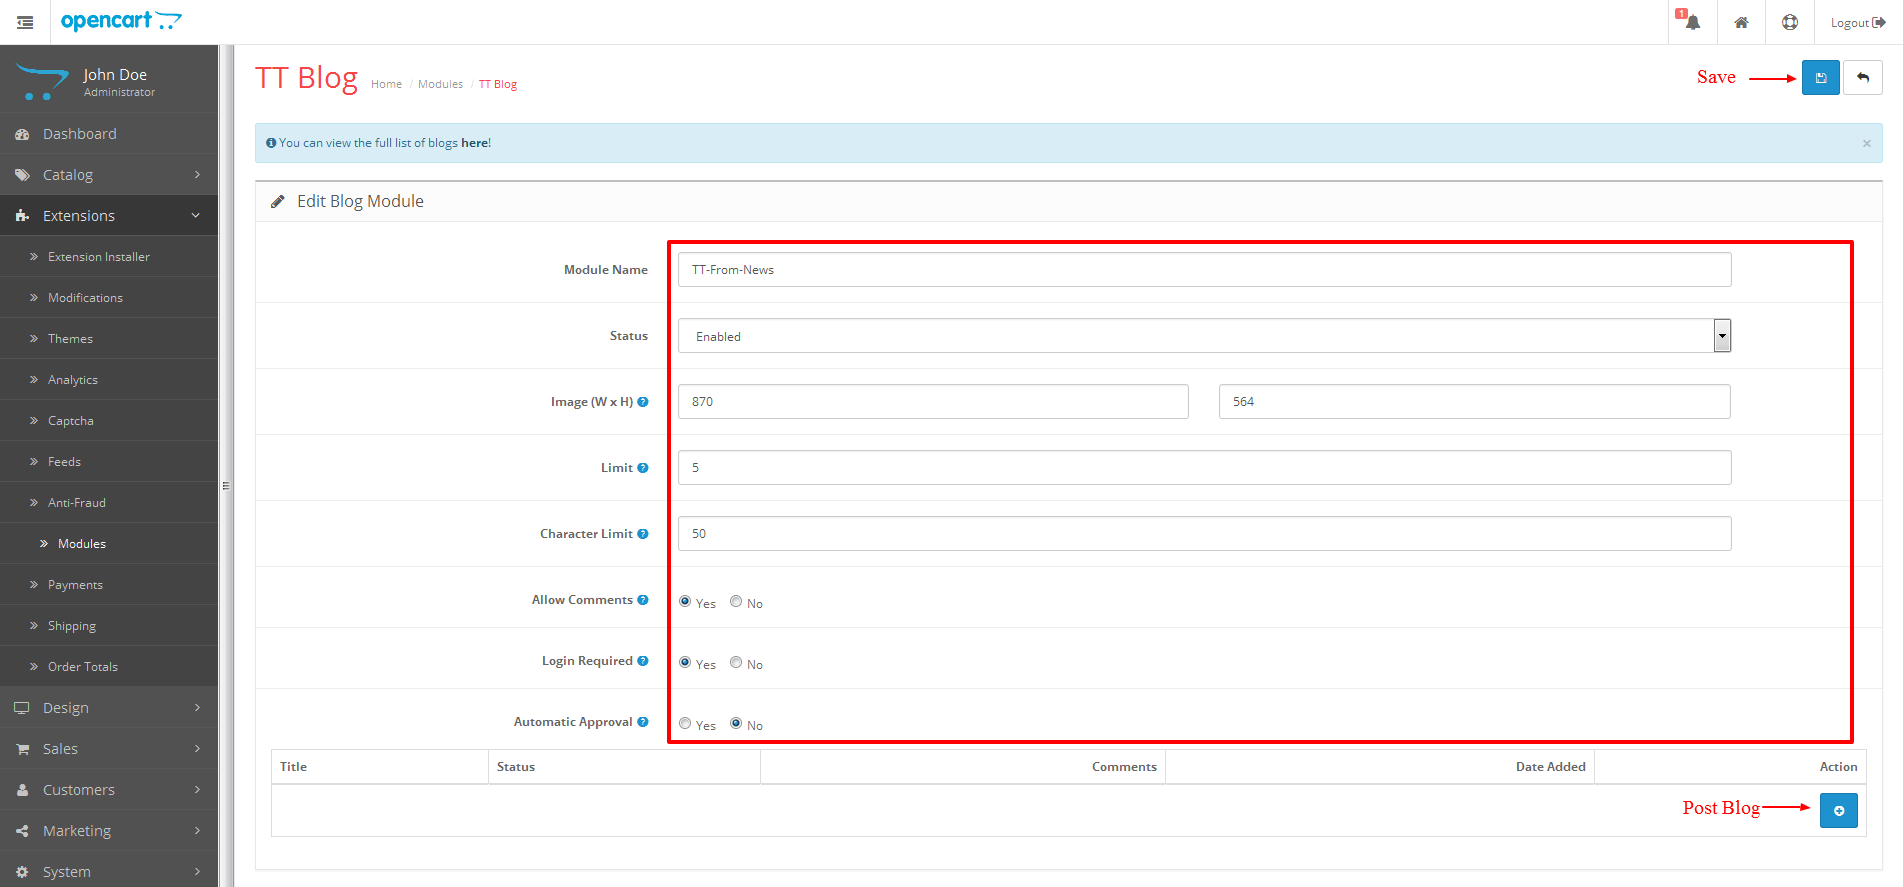 opencart
1
Logout
John Doe
Administrator
Dashboard
Catalog
Extensions
Extension Installer
Modifications
Themes
Analytics
Captcha
Feeds
Anti-Fraud
Modules
Payments
Shipping
Order Totals
Design
Sales
Customers
Marketing
System
TT Blog
Home / Modules / TT Blog
Save
You can view the full list of blogs here!
×
Edit Blog Module
Module Name TT-From-News
Status Enabled
Image (W x H) ? 870 564
Limit ? 5
Character Limit ? 50
Allow Comments ? Yes No
Login Required ? Yes No
Automatic Approval ? Yes No
Title Status Comments Date Added Action
Post Blog